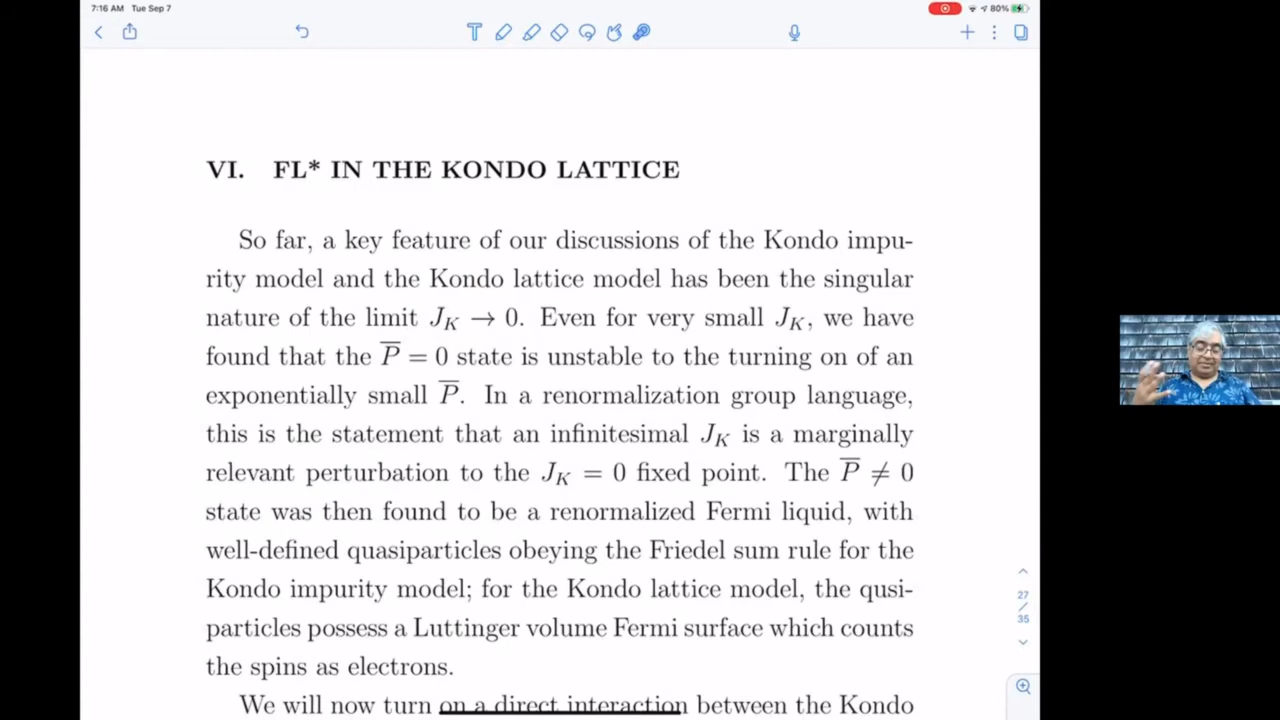 7:16 AM Tue Sep 7
80%
VI. FL* IN THE KONDO LATTICE
So far, a key feature of our discussions of the Kondo impu-
rity model and the Kondo lattice model has been the singular
nature of the limit J_K → 0. Even for very small J_K, we have
found that the P̅ = 0 state is unstable to the turning on of an
exponentially small P̅. In a renormalization group language,
this is the statement that an infinitesimal J_K is a marginally
relevant perturbation to the J_K = 0 fixed point. The P̅ ≠ 0
state was then found to be a renormalized Fermi liquid, with
well-defined quasiparticles obeying the Friedel sum rule for the
Kondo impurity model; for the Kondo lattice model, the qusi-
particles possess a Luttinger volume Fermi surface which counts
the spins as electrons.
We will now turn on a direct interaction between the Kondo
27
/
35